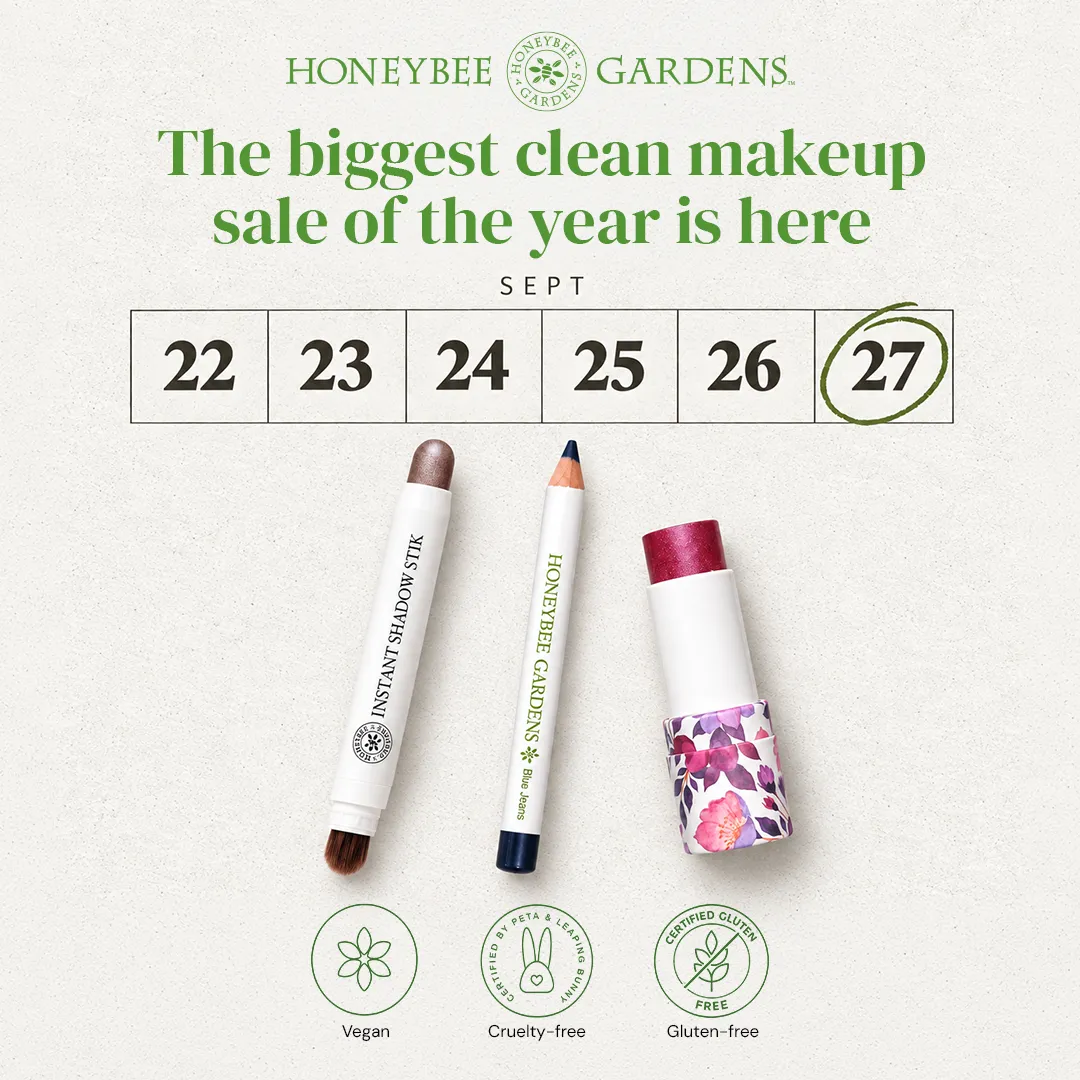 HONEYBEE GARDENS™
HONEYBEE GARDENS
The biggest clean makeup
sale of the year is here
SEPT
22 23 24 25 26 27
INSTANT SHADOW STIK
HONEYBEE GARDENS
HONEYBEE GARDENS Blue Jeans
CERTIFIED BY PETA & LEAPING BUNNY
CERTIFIED GLUTEN
FREE
Vegan Cruelty-free Gluten-free